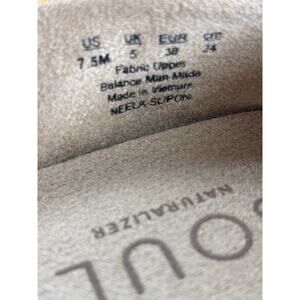 US UK EUR cm
7.5M 5 38 24
Fabric Upper
Balance Man Made
Made in Vietnam
NEELA-SLIPON
SOUL
NATURALIZER